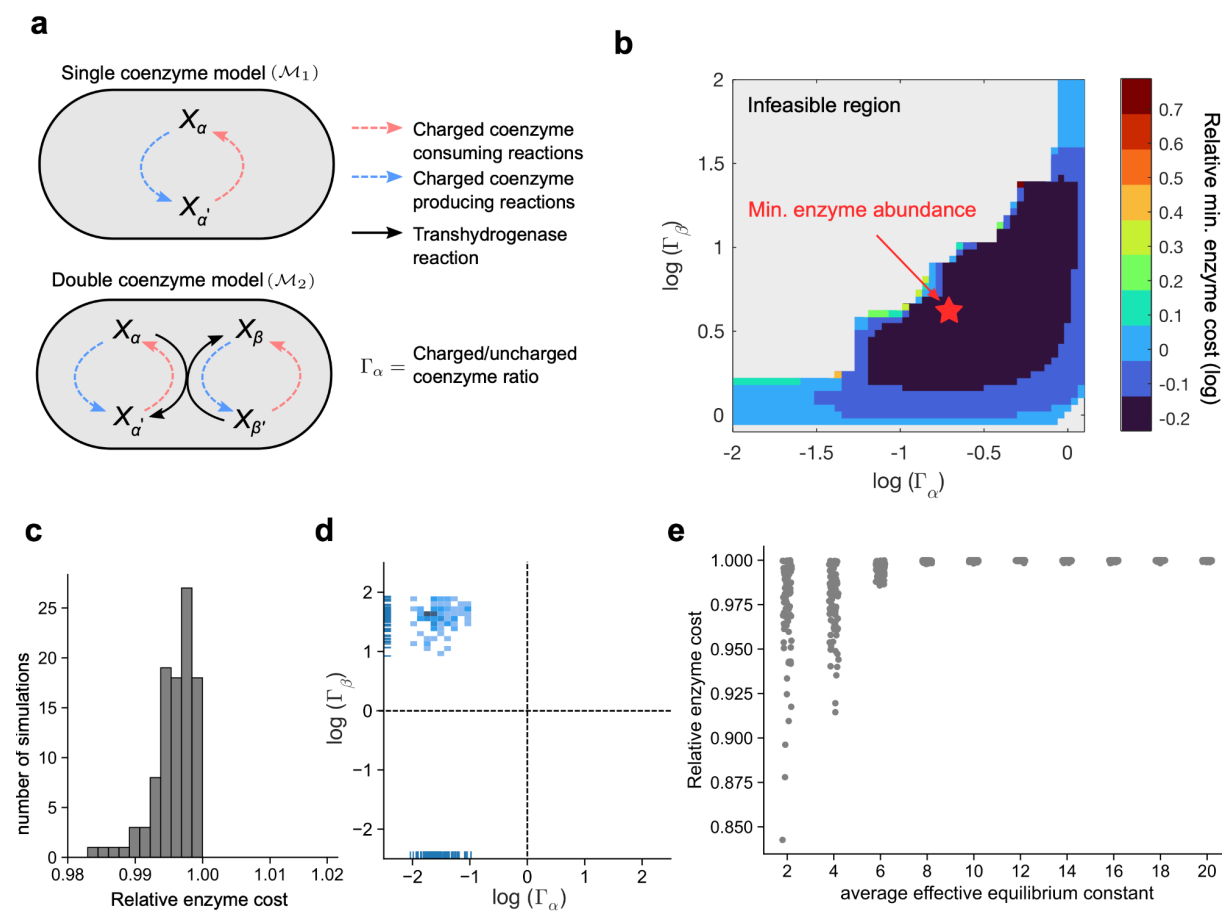 a
Single coenzyme model (ℳ₁)
Xα
Xα'
Charged coenzyme
consuming reactions
Charged coenzyme
producing reactions
Transhydrogenase
reaction
Double coenzyme model (ℳ₂)
Xα
Xβ
Xα'
Xβ'
Γα = Charged/uncharged
coenzyme ratio
b
Infeasible region
Min. enzyme abundance
log (Γβ)
2
1.5
1
0.5
0
-2
-1.5
-1
-0.5
0
log (Γα)
0.7
0.6
0.5
0.4
0.3
0.2
0.1
0
-0.1
-0.2
Relative min. enzyme cost (log)
c
number of simulations
25
20
15
10
5
0
0.98
0.99
1.00
1.01
1.02
Relative enzyme cost
d
log (Γβ)
2
1
0
−1
−2
−2
−1
0
1
2
log (Γα)
e
Relative enzyme cost
1.000
0.975
0.950
0.925
0.900
0.875
0.850
2
4
6
8
10
12
14
16
18
20
average effective equilibrium constant